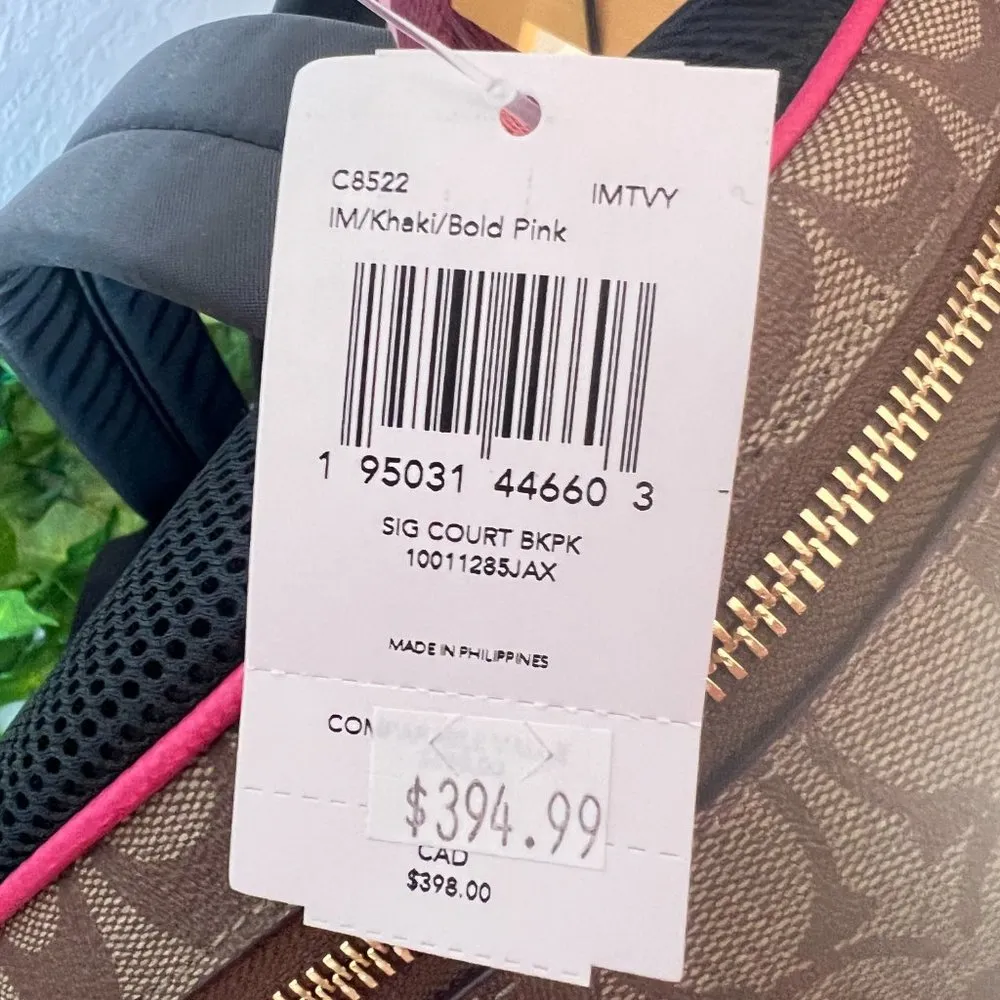 C8522 IMTVY
IM/Khaki/Bold Pink
1 95031 44660 3
SIG COURT BKPK
10011285JAX
MADE IN PHILIPPINES
COM
$394.99
CAD
$398.00